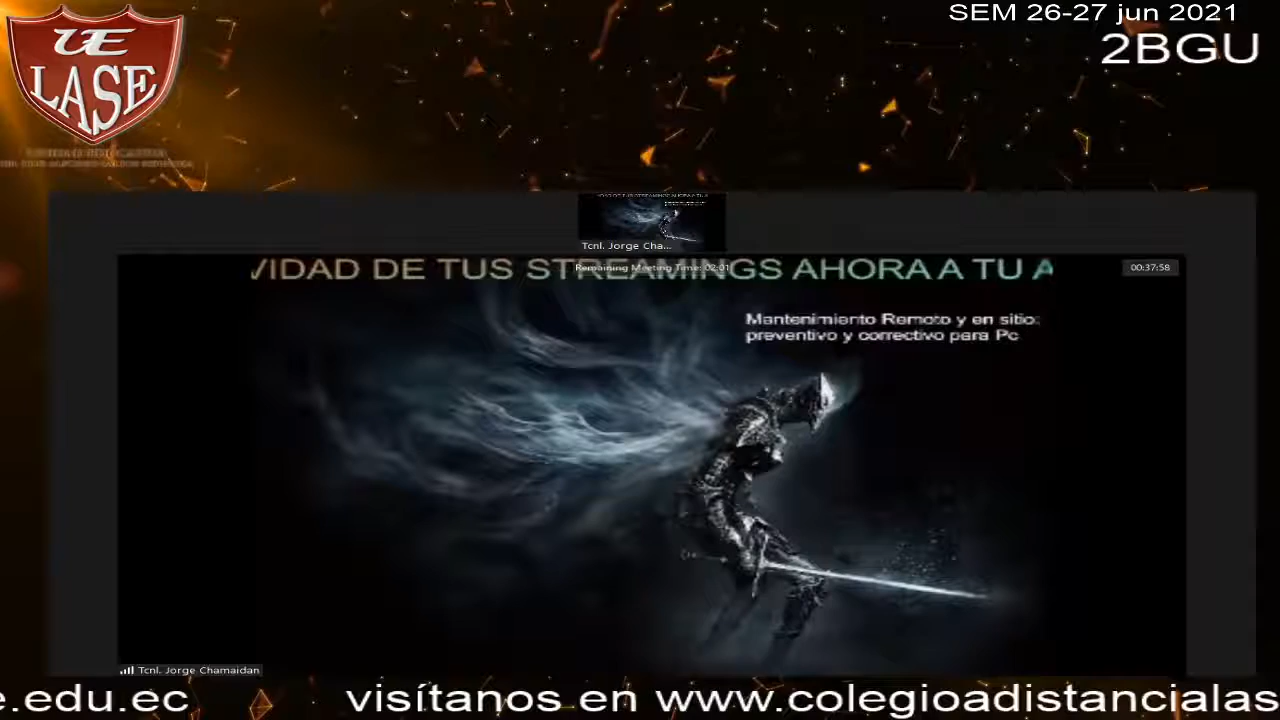 UE
LASE
SEM 26-27 jun 2021
2BGU
Tcnl. Jorge Cha...
VIDAD DE TUS STREAMINGS AHORA A TU A
Remaining Meeting Time: 02:01
00:37:58
Mantenimiento Remoto y en sitio:
preventivo y correctivo para Pc
Tcnl. Jorge Chamaidan
e.edu.ec visítanos en www.colegioadistancialas